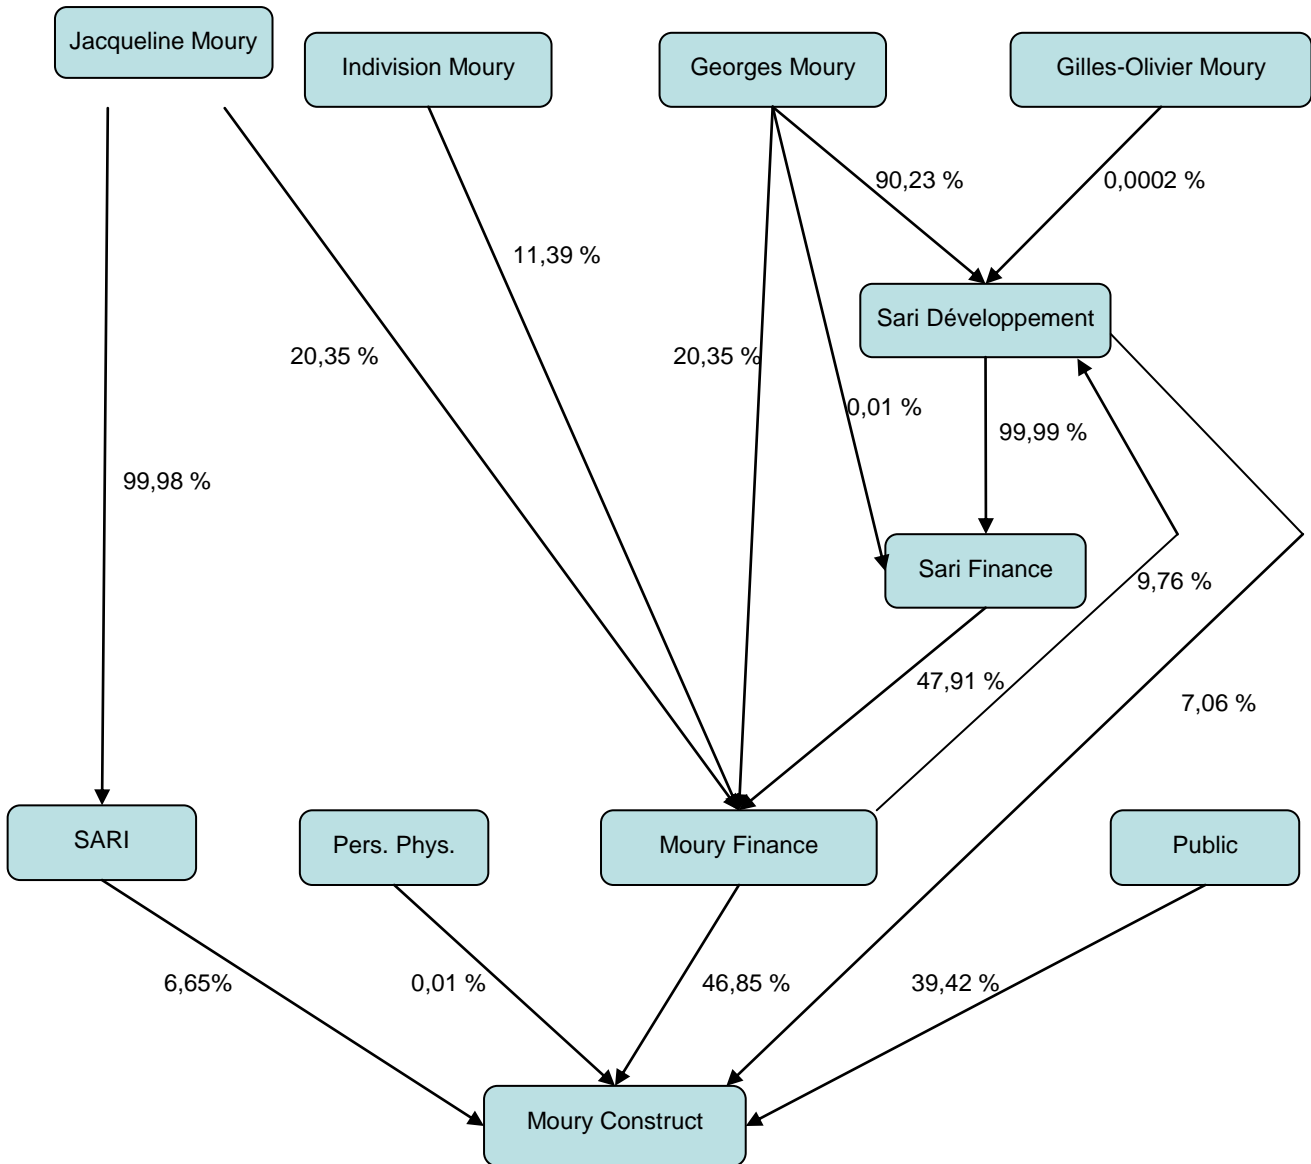 Jacqueline Moury
Indivision Moury
Georges Moury
Gilles-Olivier Moury
90,23 %
0,0002 %
11,39 %
Sari Développement
20,35 %
20,35 %
0,01 %
99,99 %
99,98 %
Sari Finance
9,76 %
47,91 %
7,06 %
SARI
Pers. Phys.
Moury Finance
Public
6,65%
0,01 %
46,85 %
39,42 %
Moury Construct